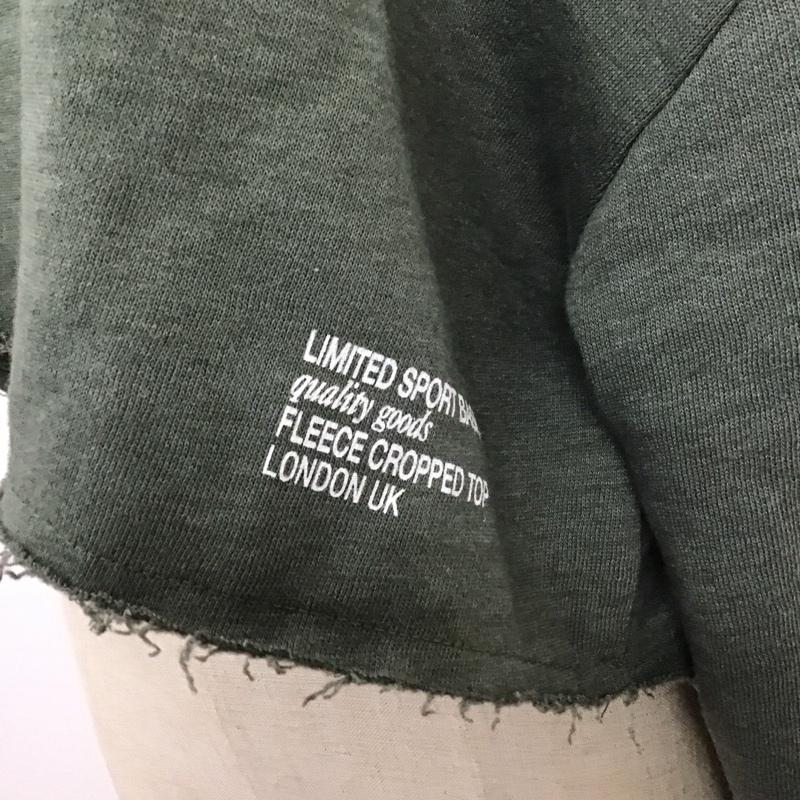 LIMITED SPORT
quality goods
FLEECE CROPPED TOP
LONDON UK